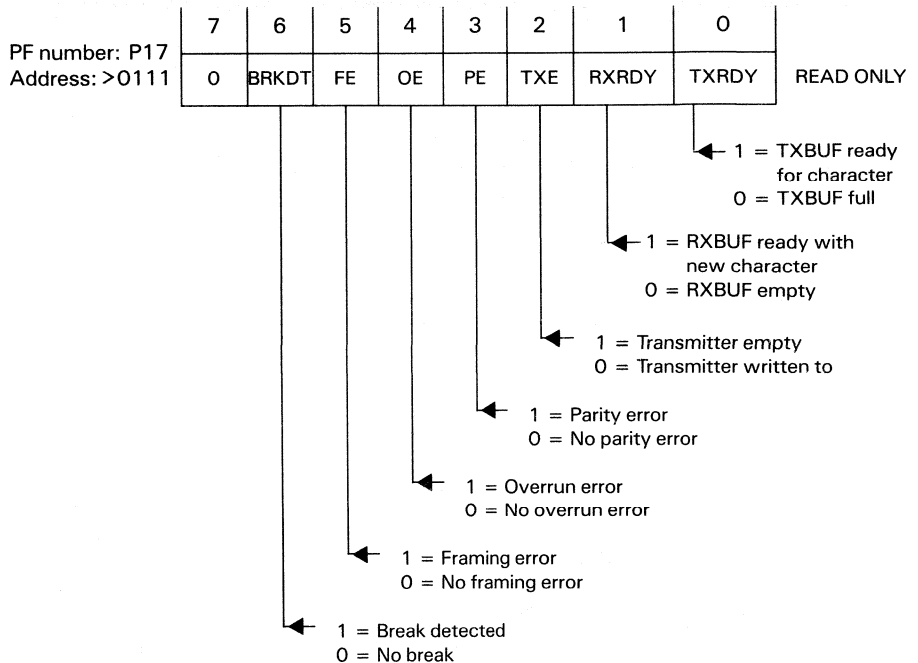 7 6 5 4 3 2 1 0
PF number: P17
Address: >0111 0 BRKDT FE OE PE TXE RXRDY TXRDY READ ONLY
1 = TXBUF ready
for character
0 = TXBUF full
1 = RXBUF ready with
new character
0 = RXBUF empty
1 = Transmitter empty
0 = Transmitter written to
1 = Parity error
0 = No parity error
1 = Overrun error
0 = No overrun error
1 = Framing error
0 = No framing error
1 = Break detected
0 = No break